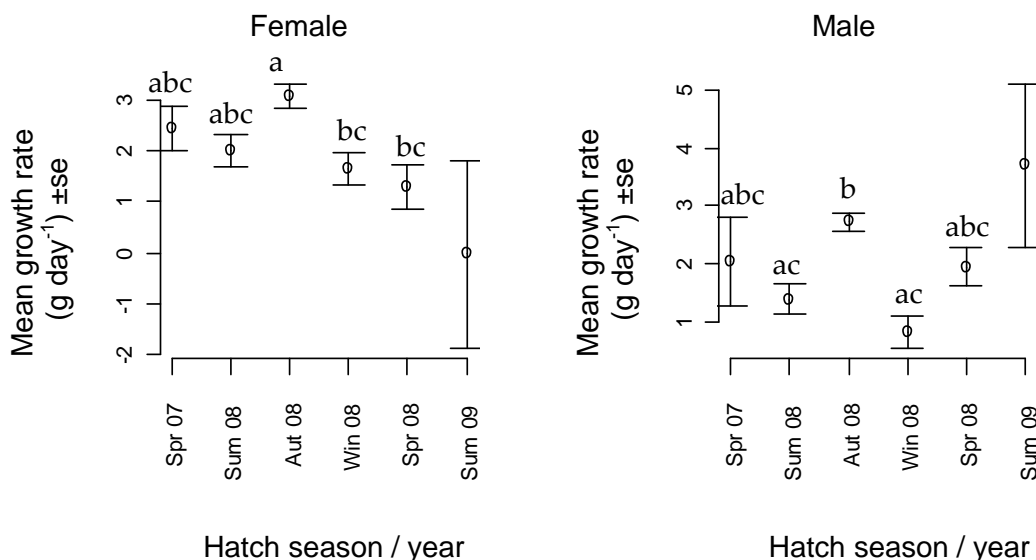 Female
Mean growth rate
(g day⁻¹) ±se
3
2
1
0
-1
-2
abc
abc
a
bc
bc
Spr 07
Sum 08
Aut 08
Win 08
Spr 08
Sum 09
Hatch season / year
Male
Mean growth rate
(g day⁻¹) ±se
5
4
3
2
1
abc
ac
b
ac
abc
Spr 07
Sum 08
Aut 08
Win 08
Spr 08
Sum 09
Hatch season / year